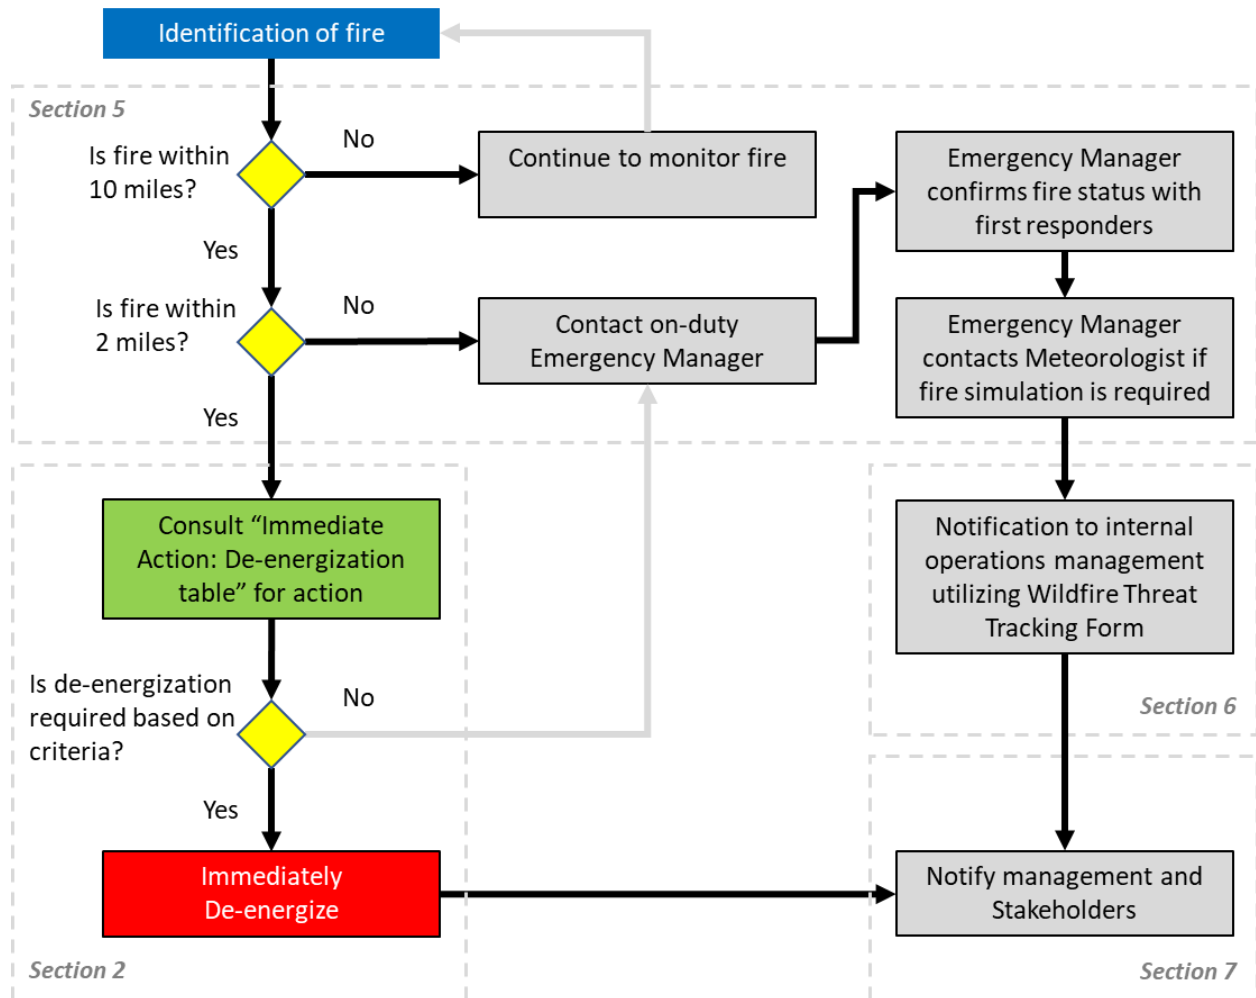 Identification of fire
Section 5
Is fire within
10 miles?
No
Continue to monitor fire
Emergency Manager
confirms fire status with
first responders
Yes
Is fire within
2 miles?
No
Contact on-duty
Emergency Manager
Emergency Manager
contacts Meteorologist if
fire simulation is required
Yes
Consult “Immediate
Action: De-energization
table” for action
Notification to internal
operations management
utilizing Wildfire Threat
Tracking Form
Section 6
Is de-energization
required based on
criteria?
No
Yes
Immediately
De-energize
Notify management and
Stakeholders
Section 2
Section 7